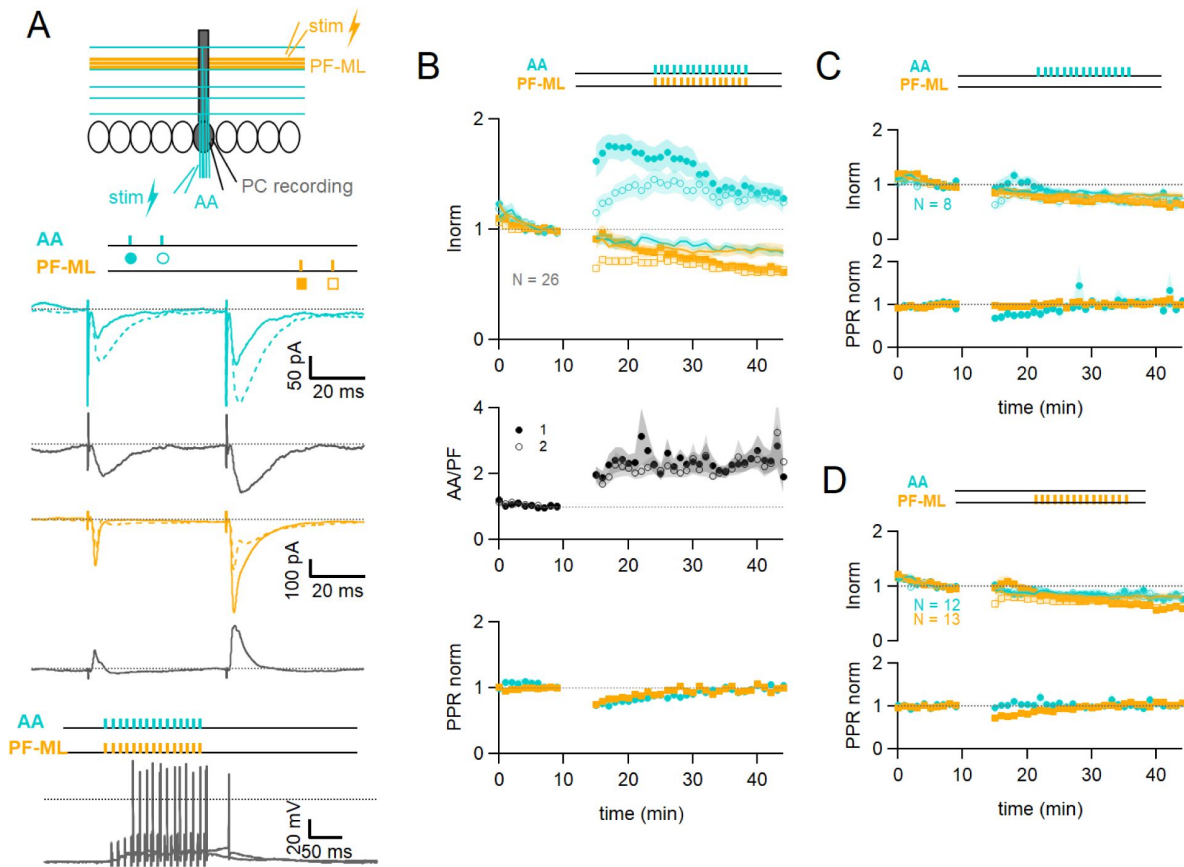 A
stim
PF-ML
PC recording
stim
AA
AA
PF-ML
50 pA
20 ms
100 pA
20 ms
AA
PF-ML
20 mV
50 ms
B
AA
PF-ML
2
Inorm
1
N = 26
0
0 10 20 30 40
4
1
2
AA/PF
2
0
0 10 20 30 40
2
PPR norm
1
0
0 10 20 30 40
time (min)
C
AA
PF-ML
2
Inorm
1
N = 8
0
2
PPR norm
1
0
0 10 20 30 40
time (min)
D
AA
PF-ML
2
Inorm
1
N = 12
N = 13
0
2
PPR norm
1
0
0 10 20 30 40
time (min)